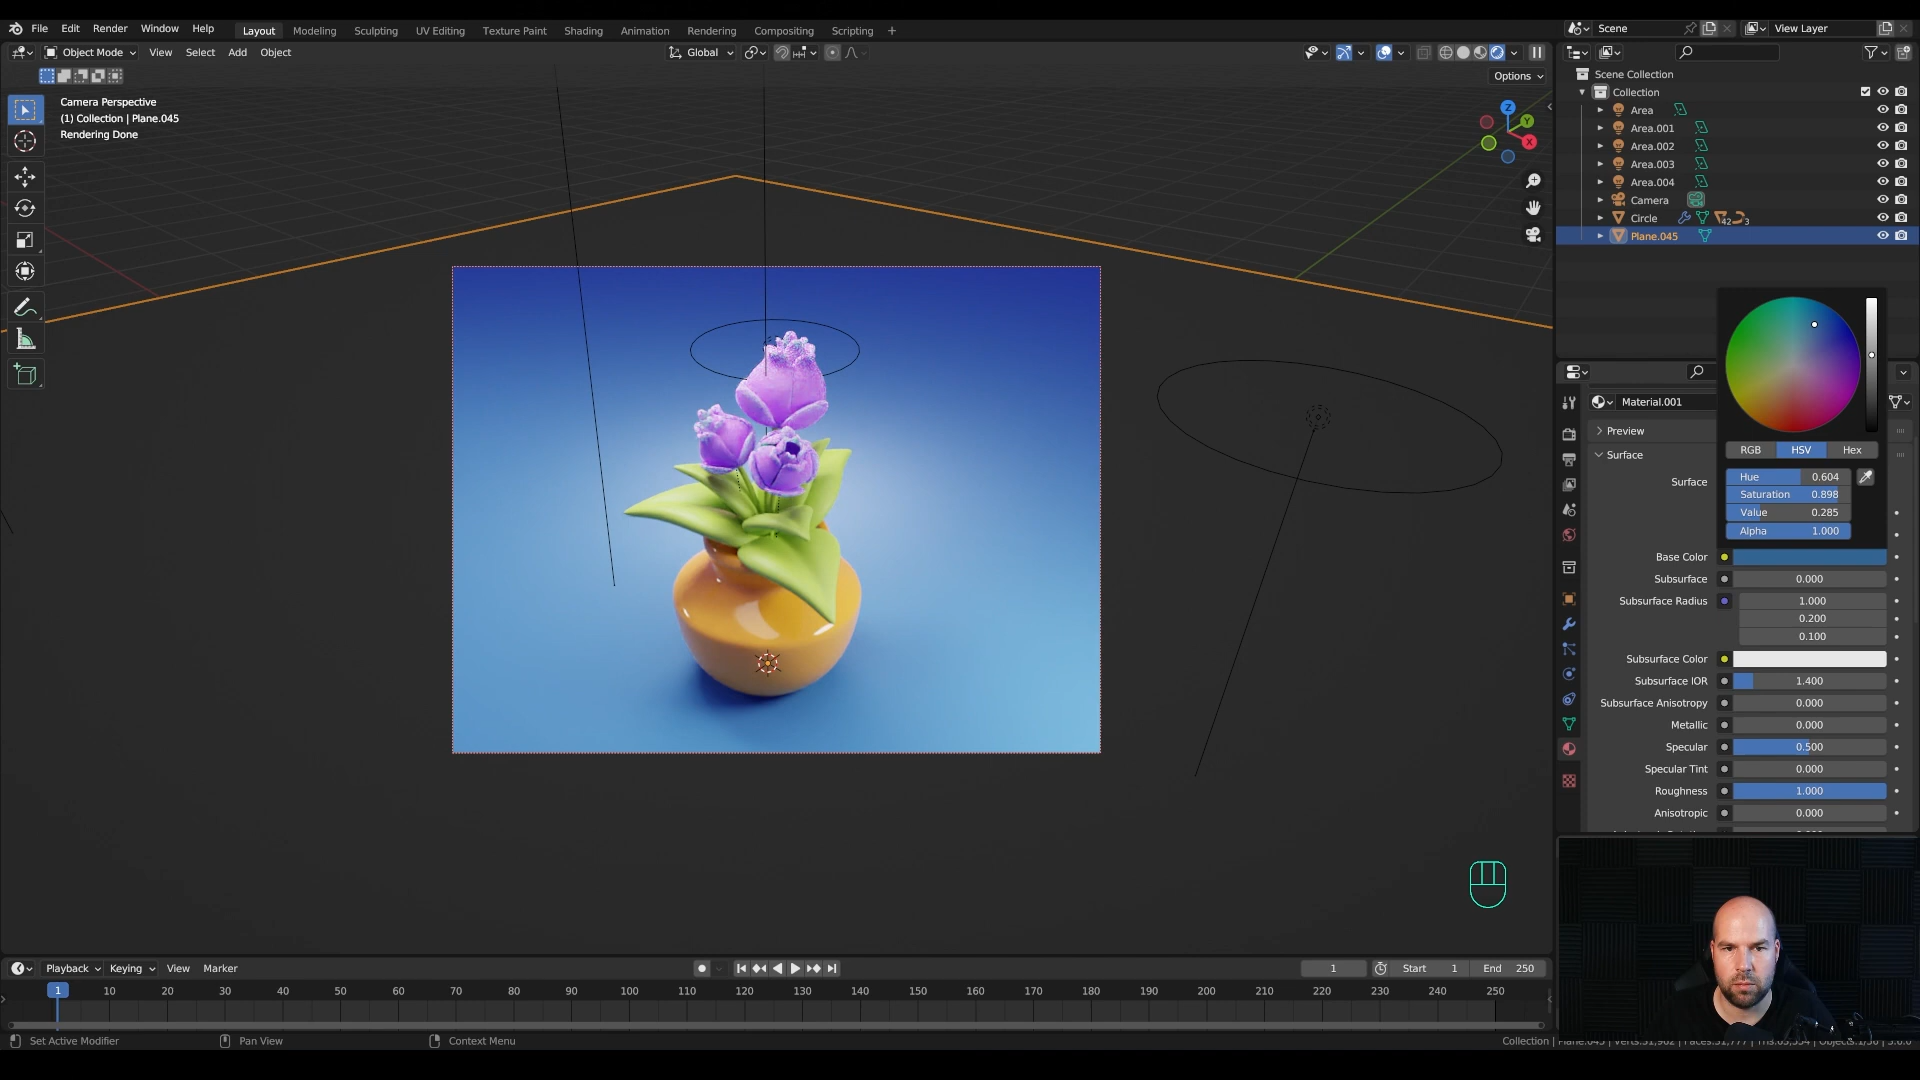 File Edit Render Window Help Layout Modeling Sculpting UV Editing Texture Paint Shading Animation Rendering Compositing Scripting + Scene View Layer
Object Mode View Select Add Object Global
Options
Camera Perspective
(1) Collection | Plane.045
Rendering Done
Z
Y
X
Scene Collection
Collection
Area
Area.001
Area.002
Area.003
Area.004
Camera
Circle 42 3
Plane.045
Material.001
Preview
Surface
Surface
RGB HSV Hex
Hue 0.604
Saturation 0.898
Value 0.285
Alpha 1.000
Base Color
Subsurface 0.000
Subsurface Radius 1.000
0.200
0.100
Subsurface Color
Subsurface IOR 1.400
Subsurface Anisotropy 0.000
Metallic 0.000
Specular 0.500
Specular Tint 0.000
Roughness 1.000
Anisotropic 0.000
Playback Keying View Marker 1 Start 1 End 250
1 10 20 30 40 50 60 70 80 90 100 110 120 130 140 150 160 170 180 190 200 210 220 230 240 250
Set Active Modifier Pan View Context Menu
Collection |